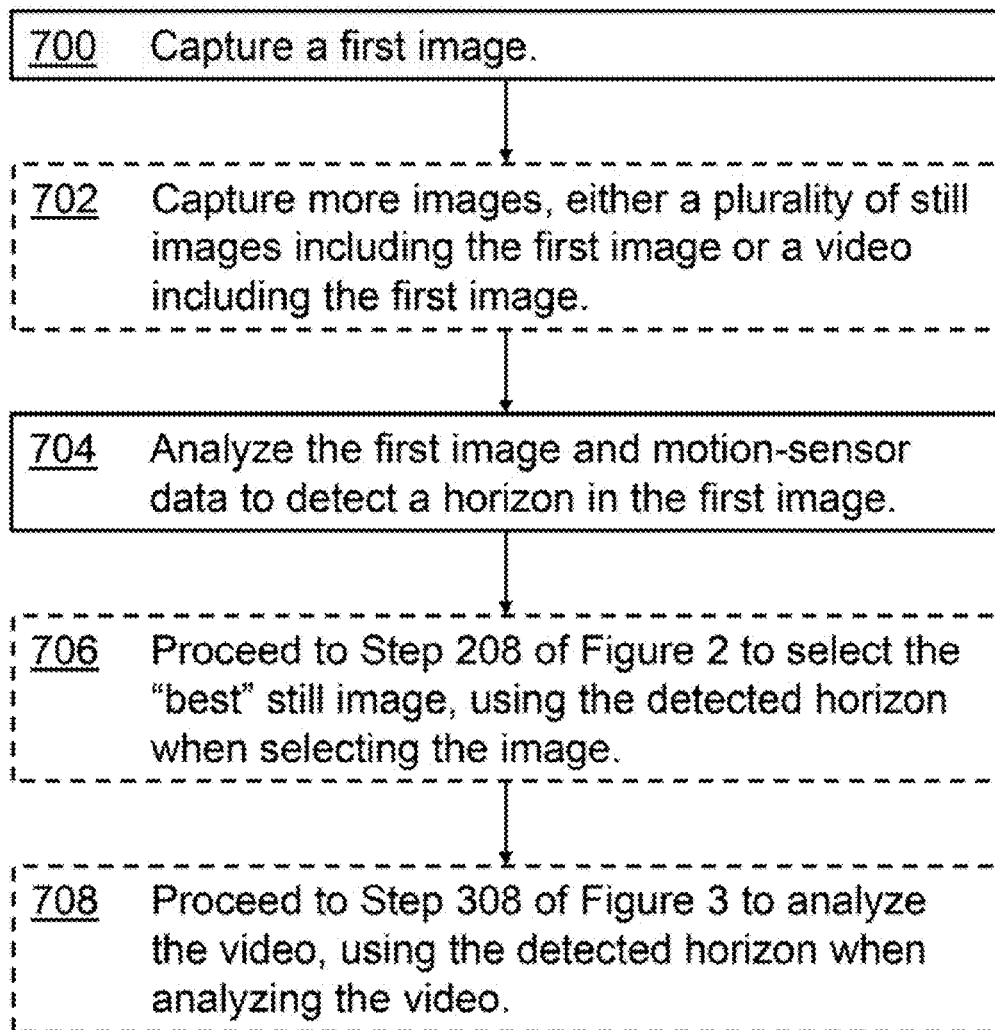 700 Capture a first image.
702 Capture more images, either a plurality of still
images including the first image or a video
including the first image.
704 Analyze the first image and motion-sensor
data to detect a horizon in the first image.
706 Proceed to Step 208 of Figure 2 to select the
“best” still image, using the detected horizon
when selecting the image.
708 Proceed to Step 308 of Figure 3 to analyze
the video, using the detected horizon when
analyzing the video.